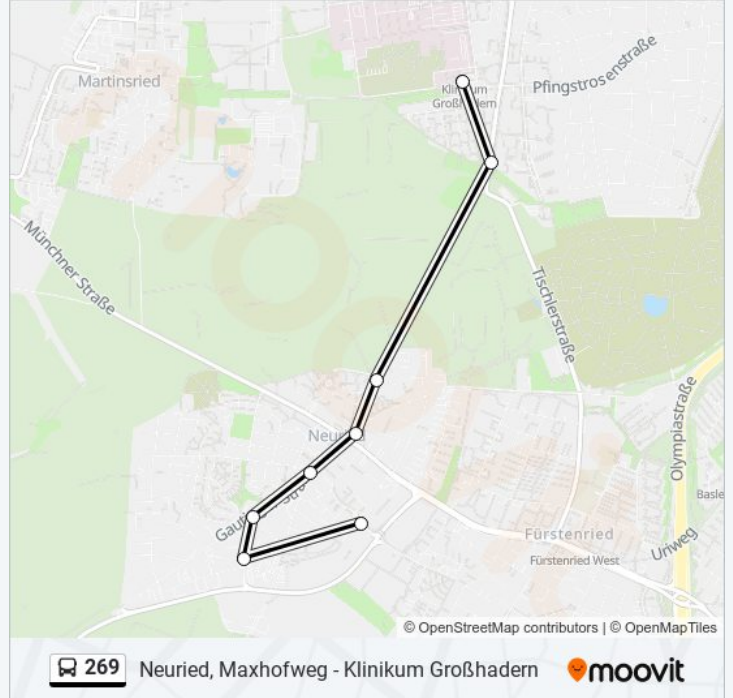 Martinsried
Pfingstrosenstraße
Klinikum
Großhadern
Münchner Straße
Tischlerstraße
Olympiastraße
Neuried
Basle
Fürstenried
Uriweg
Fürstenried West
© OpenStreetMap contributors | © OpenMapTiles
269 Neuried, Maxhofweg - Klinikum Großhadern moovit